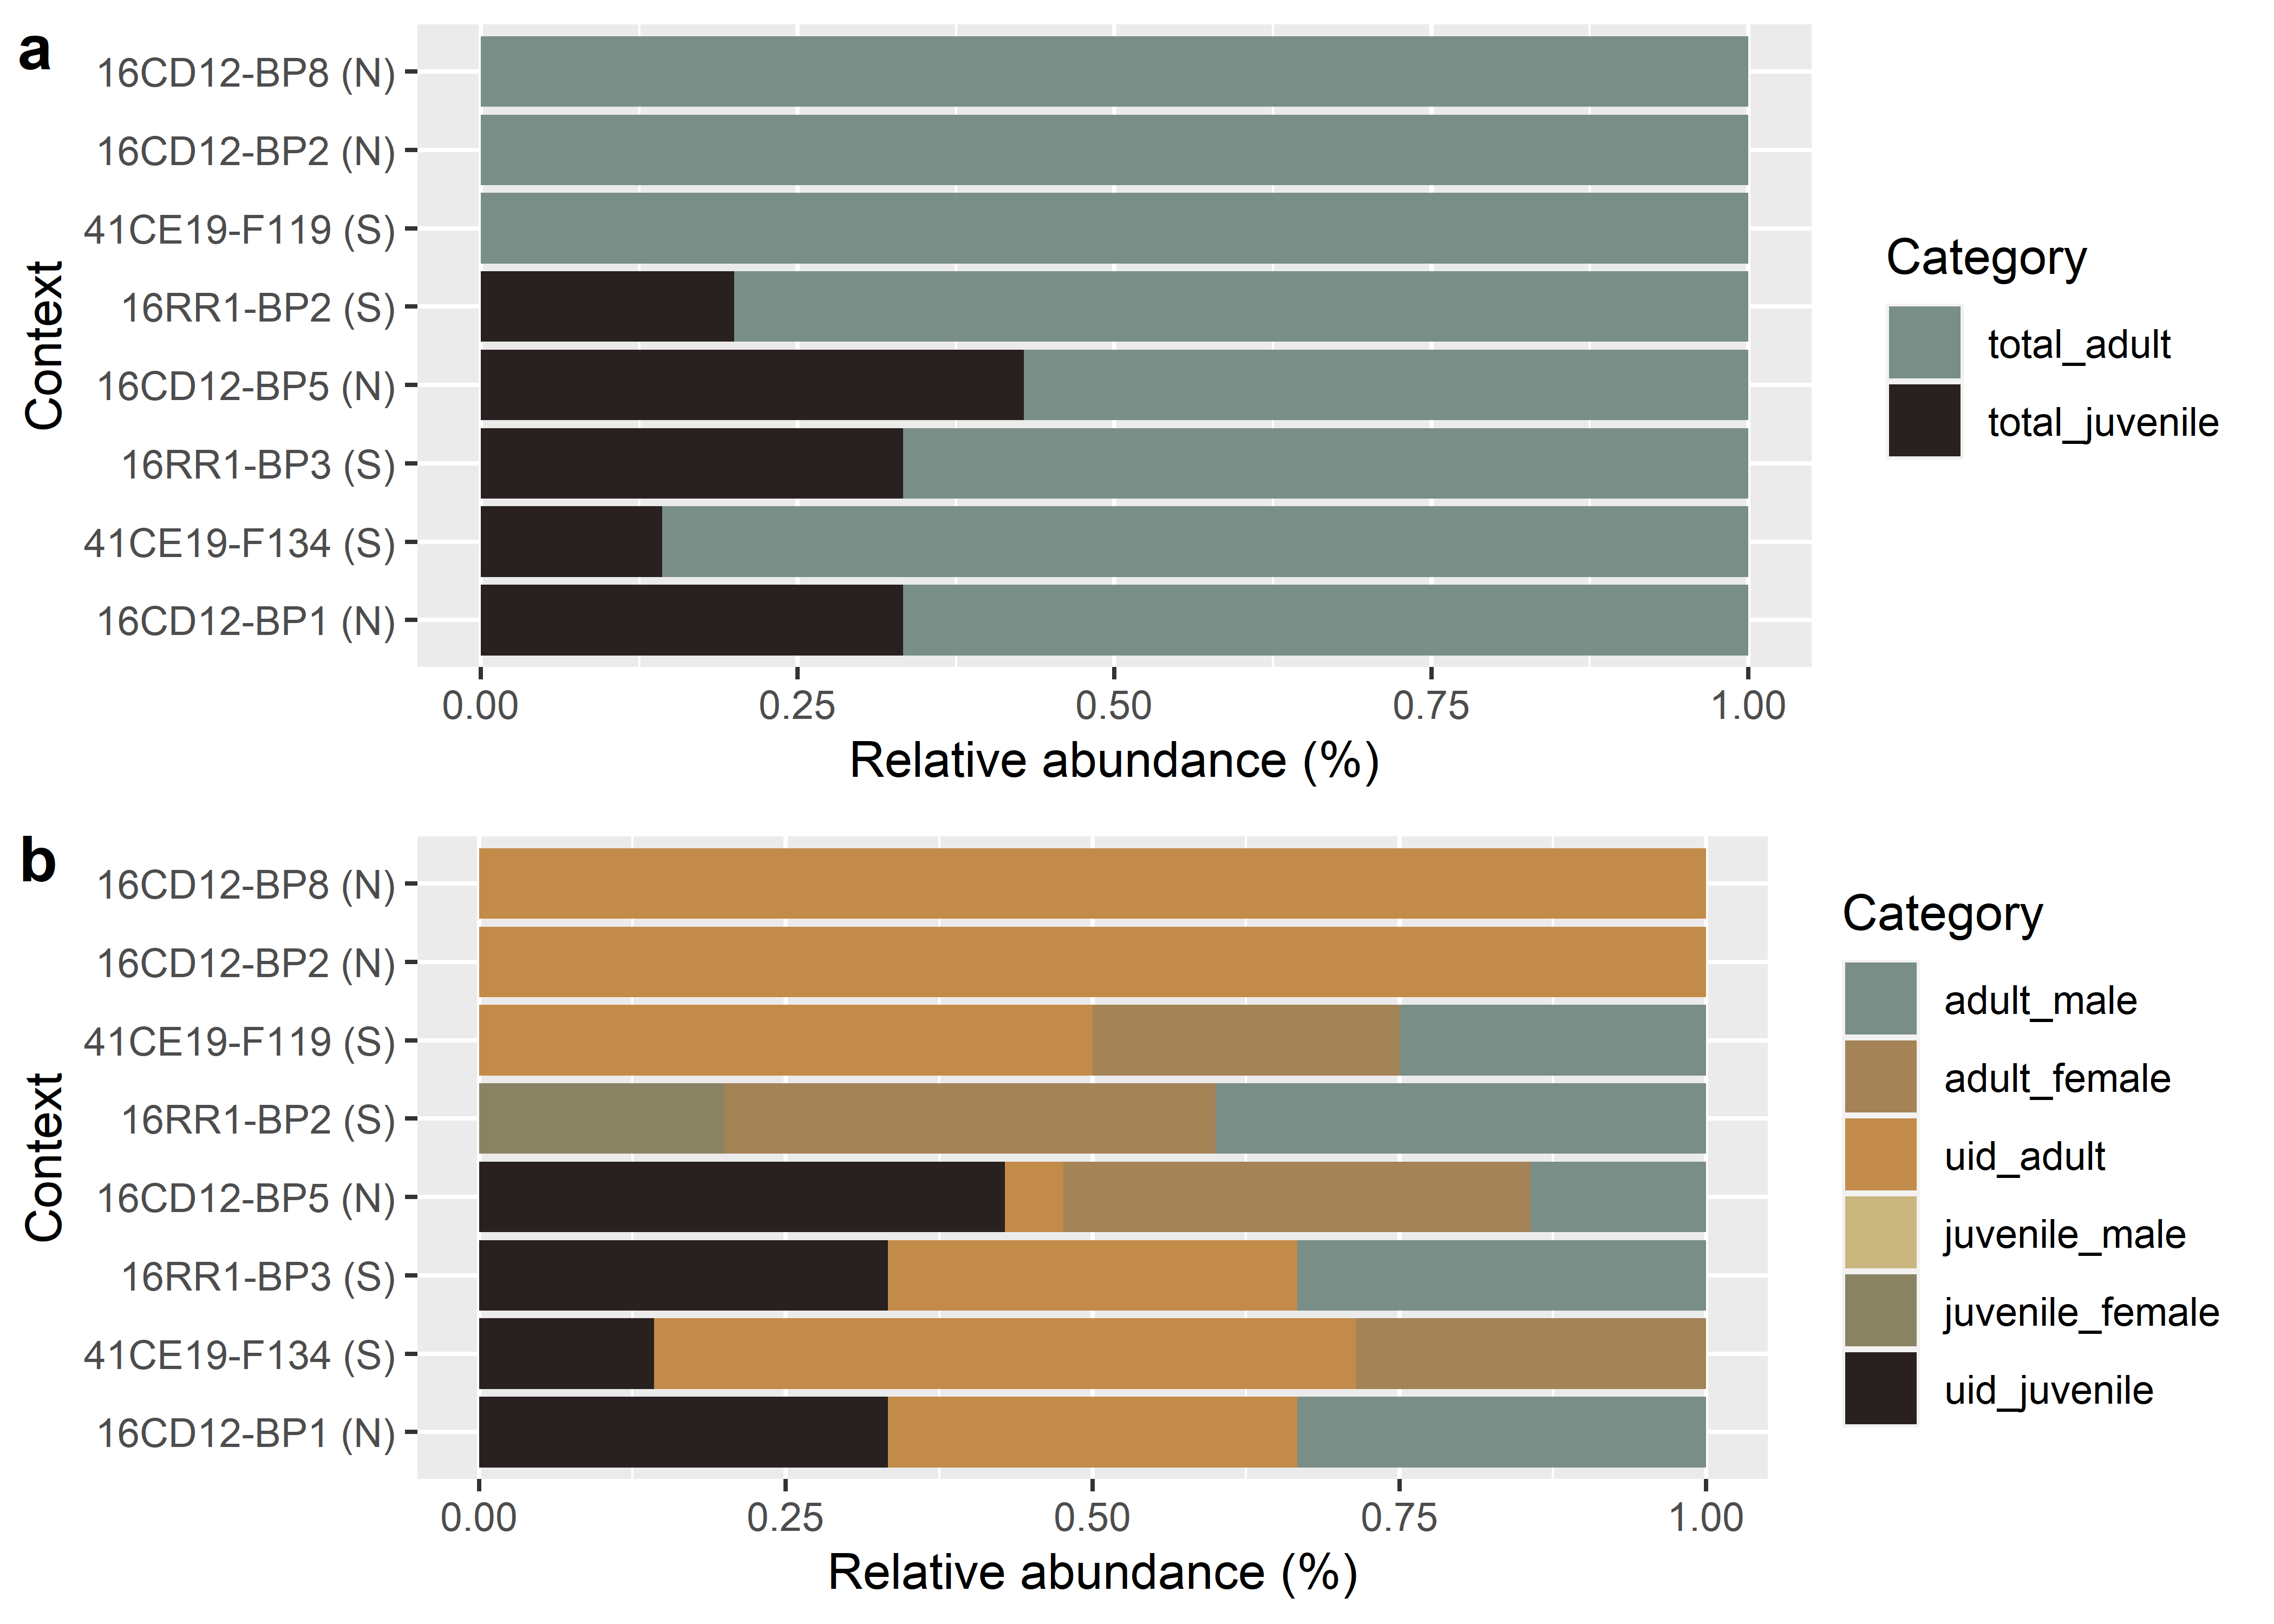 a
16CD12-BP8 (N)
16CD12-BP2 (N)
41CE19-F119 (S)
16RR1-BP2 (S)
16CD12-BP5 (N)
16RR1-BP3 (S)
41CE19-F134 (S)
16CD12-BP1 (N)
Context
0.00 0.25 0.50 0.75 1.00
Relative abundance (%)
Category
total_adult
total_juvenile
b
16CD12-BP8 (N)
16CD12-BP2 (N)
41CE19-F119 (S)
16RR1-BP2 (S)
16CD12-BP5 (N)
16RR1-BP3 (S)
41CE19-F134 (S)
16CD12-BP1 (N)
Context
0.00 0.25 0.50 0.75 1.00
Relative abundance (%)
Category
adult_male
adult_female
uid_adult
juvenile_male
juvenile_female
uid_juvenile